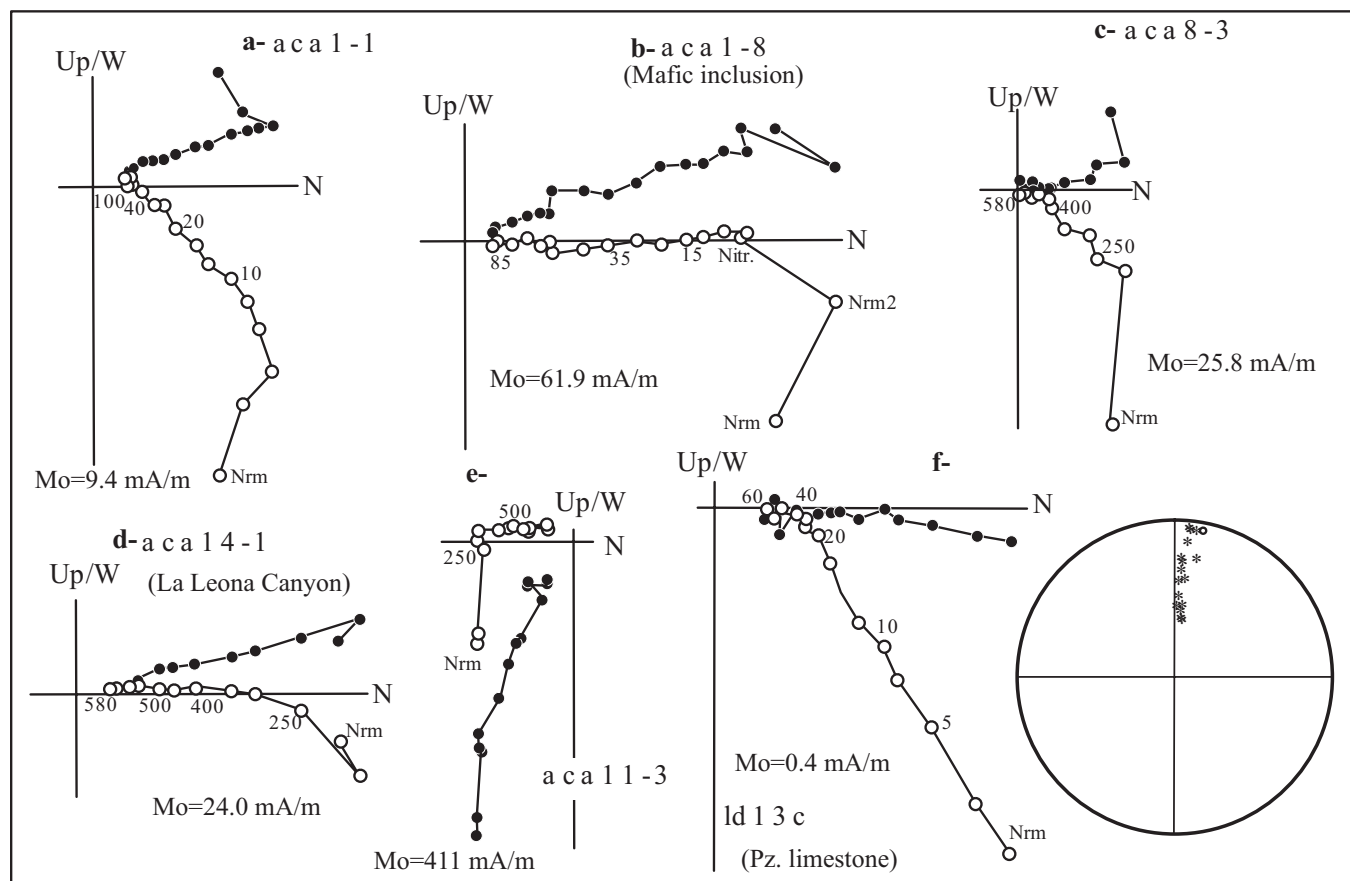 a- a c a 1 - 1
Up/W
N
100
40
20
10
Nrm
Mo=9.4 mA/m
b- a c a 1 - 8
(Mafic inclusion)
Up/W
N
85
35
15
Nitr.
Nrm2
Nrm
Mo=61.9 mA/m
c- a c a 8 - 3
Up/W
N
580
400
250
Nrm
Mo=25.8 mA/m
d- a c a 1 4 - 1
(La Leona Canyon)
Up/W
N
580
500
400
250
Nrm
Mo=24.0 mA/m
e-
Up/W
N
500
250
Nrm
a c a 1 1 - 3
Mo=411 mA/m
f-
Up/W
N
60
40
20
10
5
Nrm
Mo=0.4 mA/m
ld 1 3 c
(Pz. limestone)